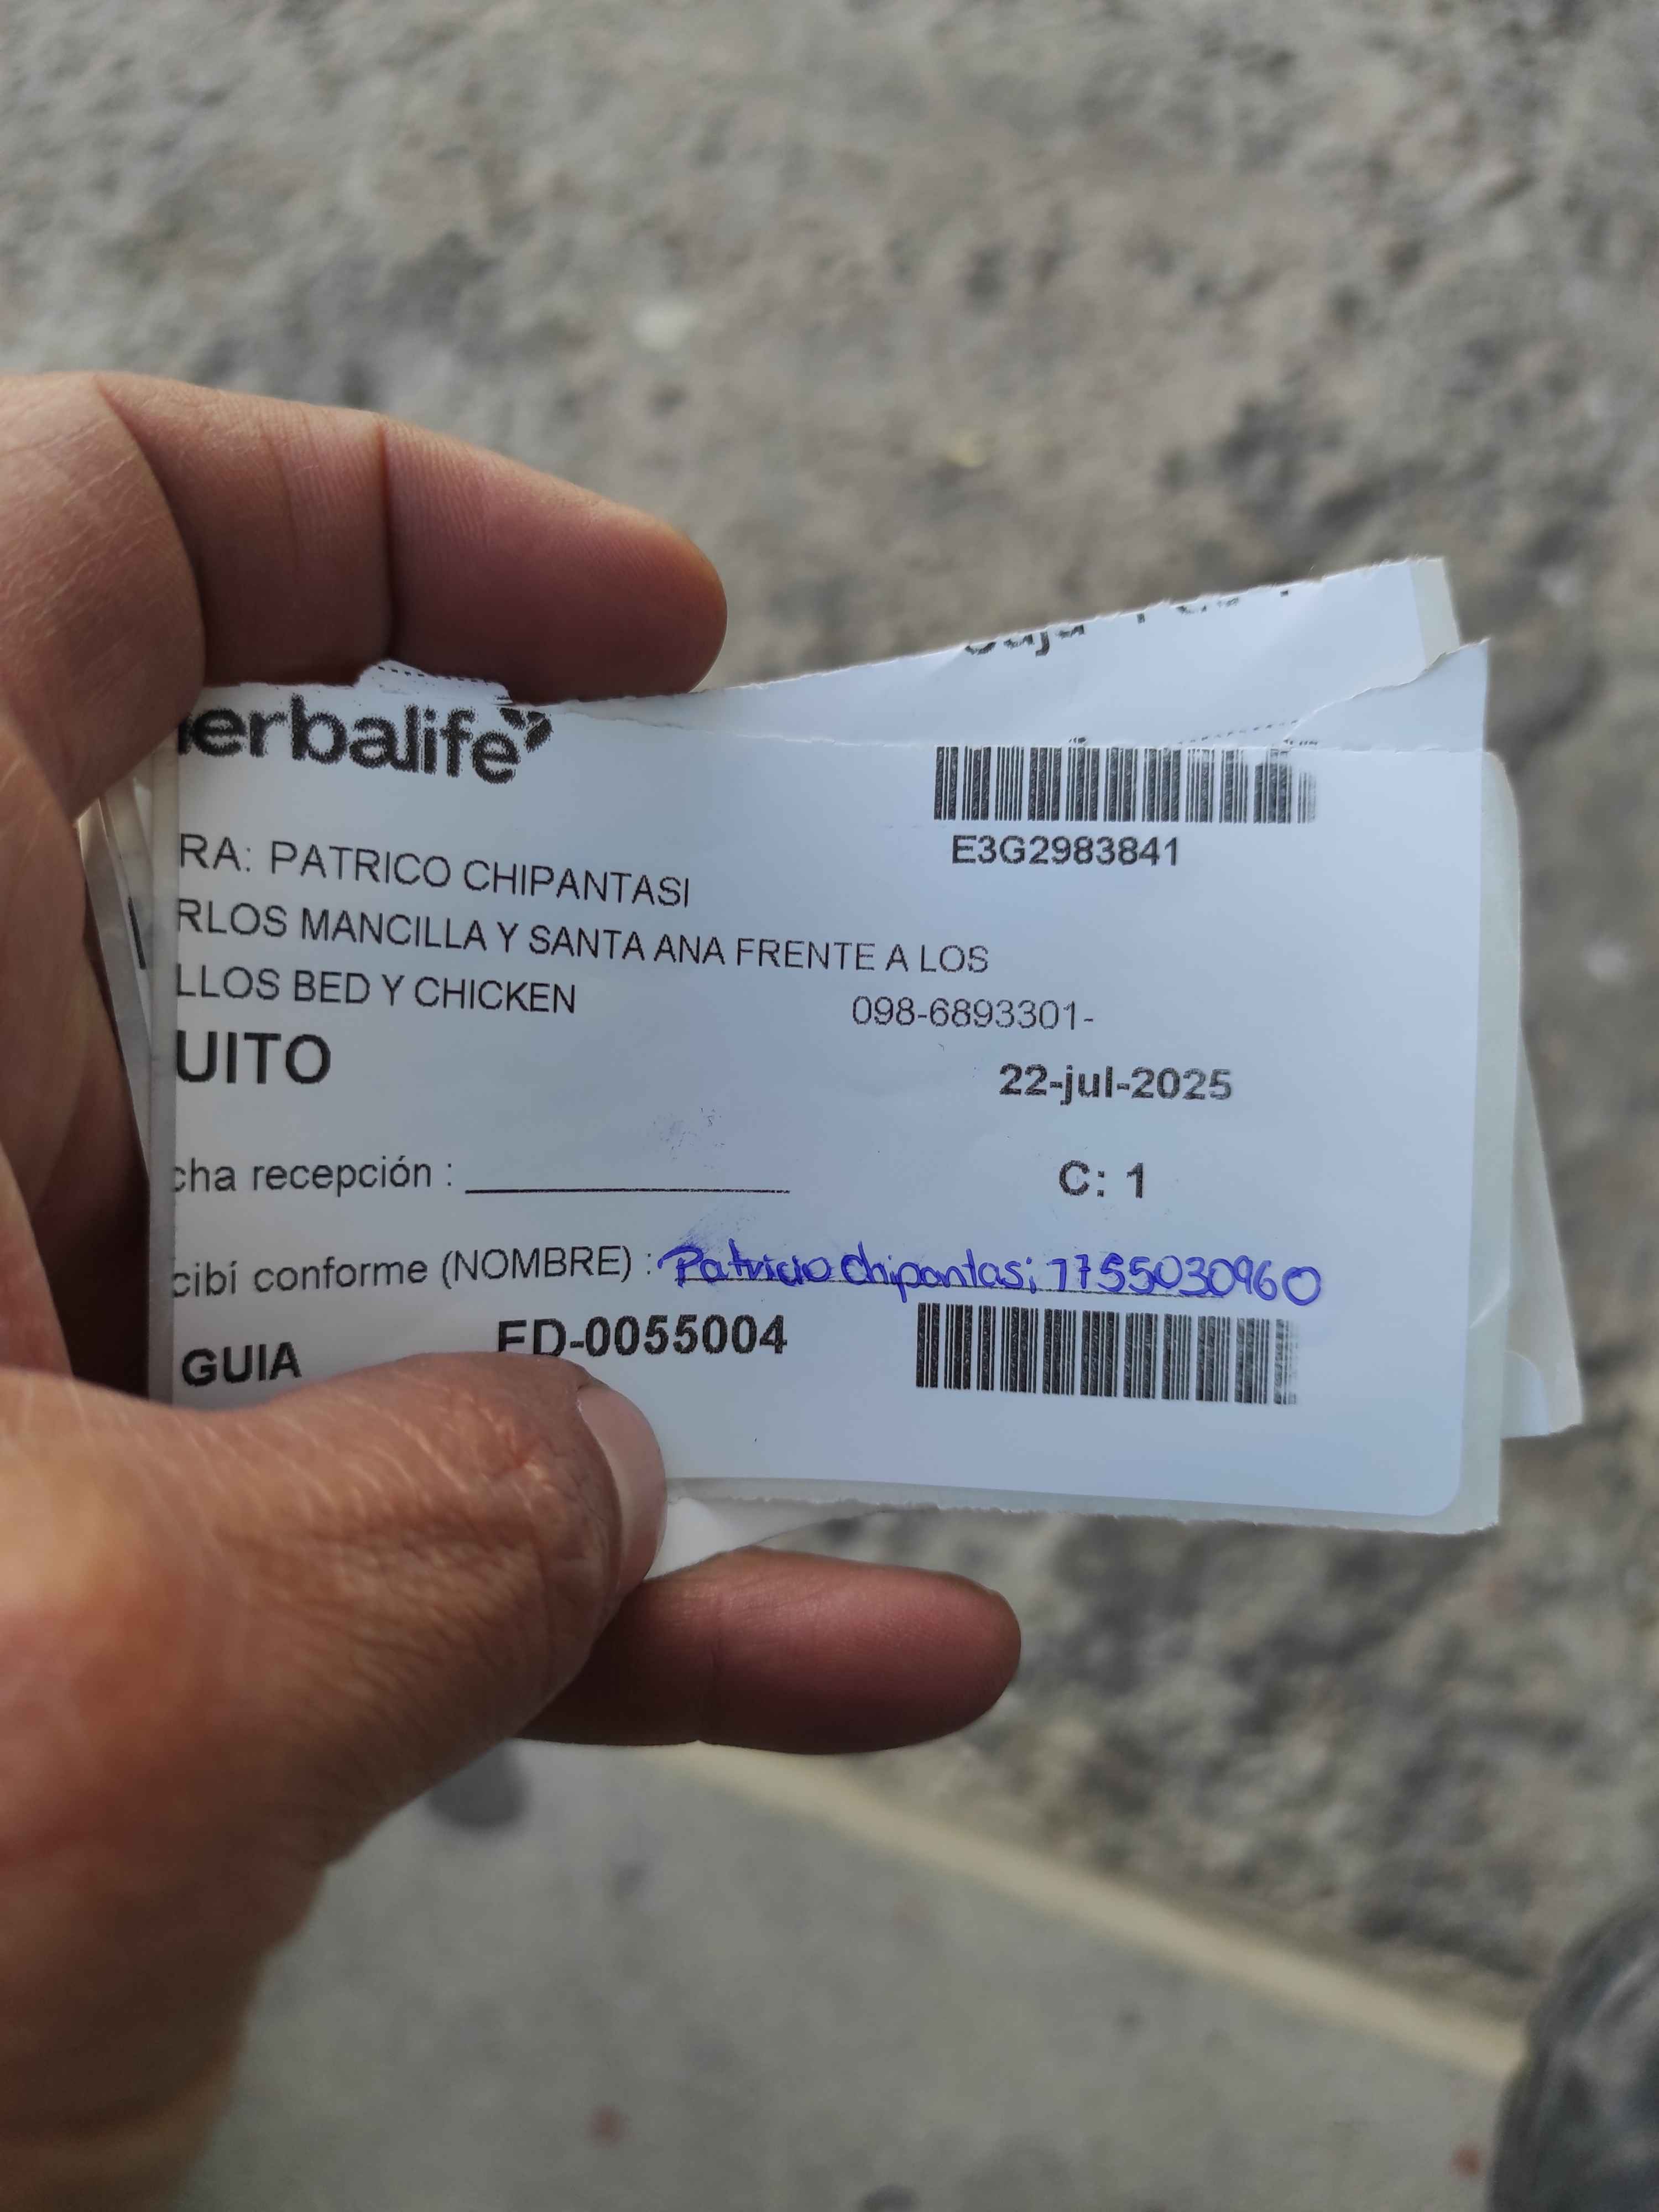 erbalife
E3G2983841
RA: PATRICO CHIPANTASI
RLOS MANCILLA Y SANTA ANA FRENTE A LOS
LLOS BED Y CHICKEN 098-6893301-
UITO
22-jul-2025
cha recepción : C: 1
cibí conforme (NOMBRE) : Patricio Chipantasi 1755030960
GUIA ED-0055004